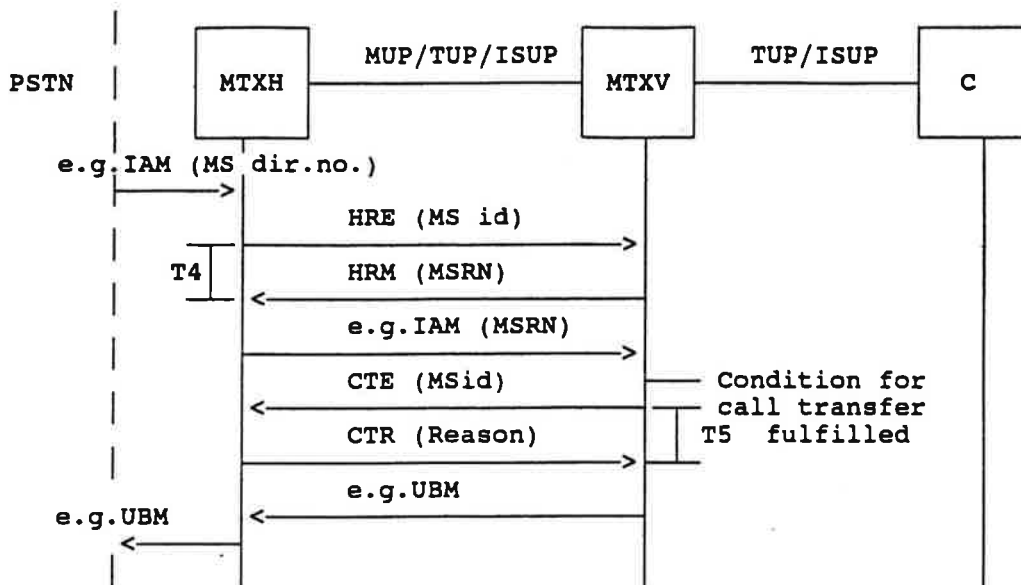 MUP/TUP/ISUP TUP/ISUP
PSTN MTXH MTXV C
e.g.IAM (MS dir.no.)
HRE (MS id)
T4
HRM (MSRN)
e.g.IAM (MSRN)
CTE (MSid) Condition for
call transfer
CTR (Reason) T5 fulfilled
e.g.UBM
e.g.UBM